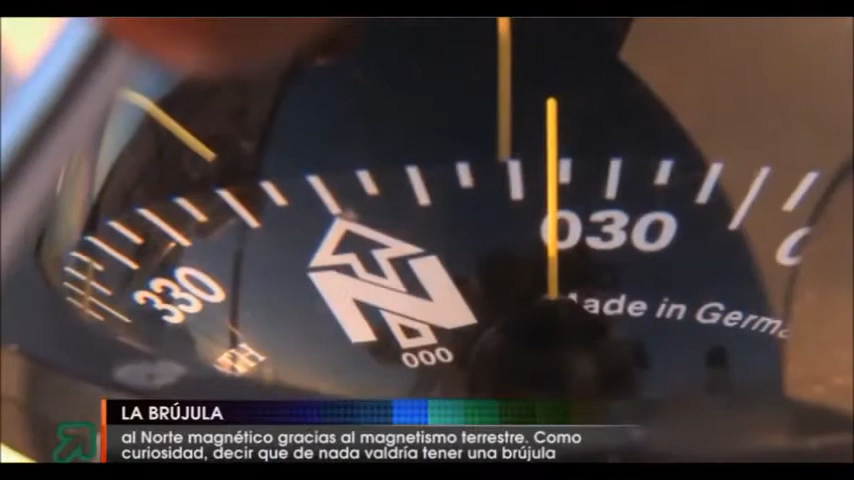 030
330
N
000
Made in Germa
LA BRÚJULA
al Norte magnético gracias al magnetismo terrestre. Como
curiosidad, decir que de nada valdría tener una brújula